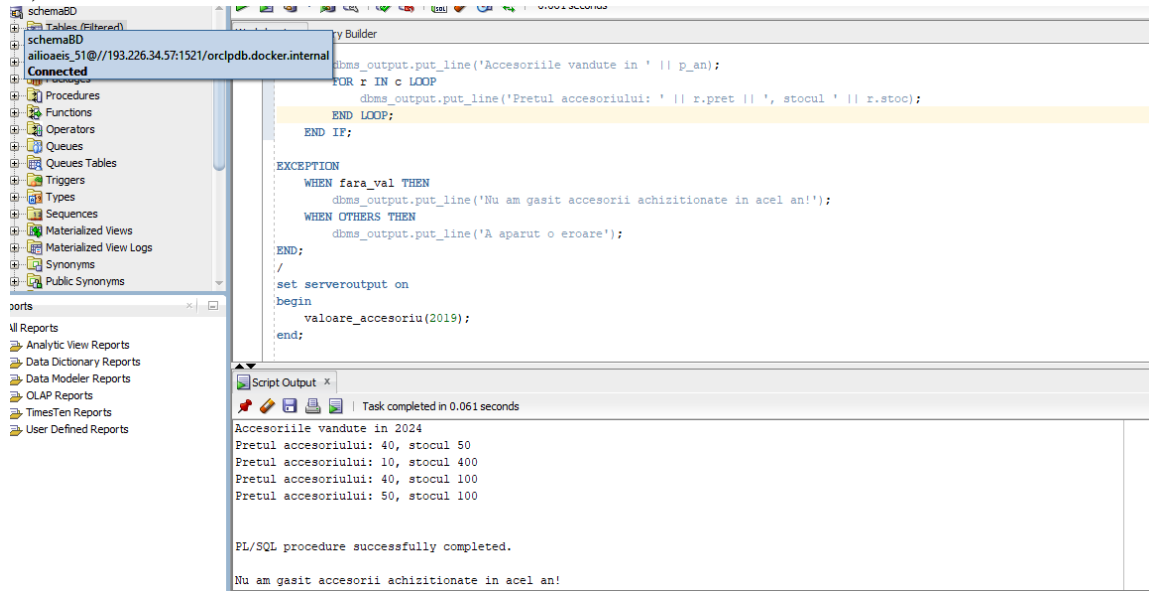 schemaBD
0.061 seconds
Tables (Filtered)
schemaBD
ailioaeis_51@//193.226.34.57:1521/orclpdb.docker.internal
Connected
Procedures
Functions
Operators
Queues
Queues Tables
Triggers
Types
Sequences
Materialized Views
Materialized View Logs
Synonyms
Public Synonyms
ports
All Reports
Analytic View Reports
Data Dictionary Reports
Data Modeler Reports
OLAP Reports
TimesTen Reports
User Defined Reports
ry Builder
dbms_output.put_line('Accesoriile vandute in ' || p_an);
FOR r IN c LOOP
dbms_output.put_line('Pretul accesoriului: ' || r.pret || ', stocul ' || r.stoc);
END LOOP;
END IF;
EXCEPTION
WHEN fara_val THEN
dbms_output.put_line('Nu am gasit accesorii achizitionate in acel an!');
WHEN OTHERS THEN
dbms_output.put_line('A aparut o eroare');
END;
/
set serveroutput on
begin
valoare_accesoriu(2019);
end;
Script Output x
Task completed in 0.061 seconds
Accesoriile vandute in 2024
Pretul accesoriului: 40, stocul 50
Pretul accesoriului: 10, stocul 400
Pretul accesoriului: 40, stocul 100
Pretul accesoriului: 50, stocul 100
PL/SQL procedure successfully completed.
Nu am gasit accesorii achizitionate in acel an!